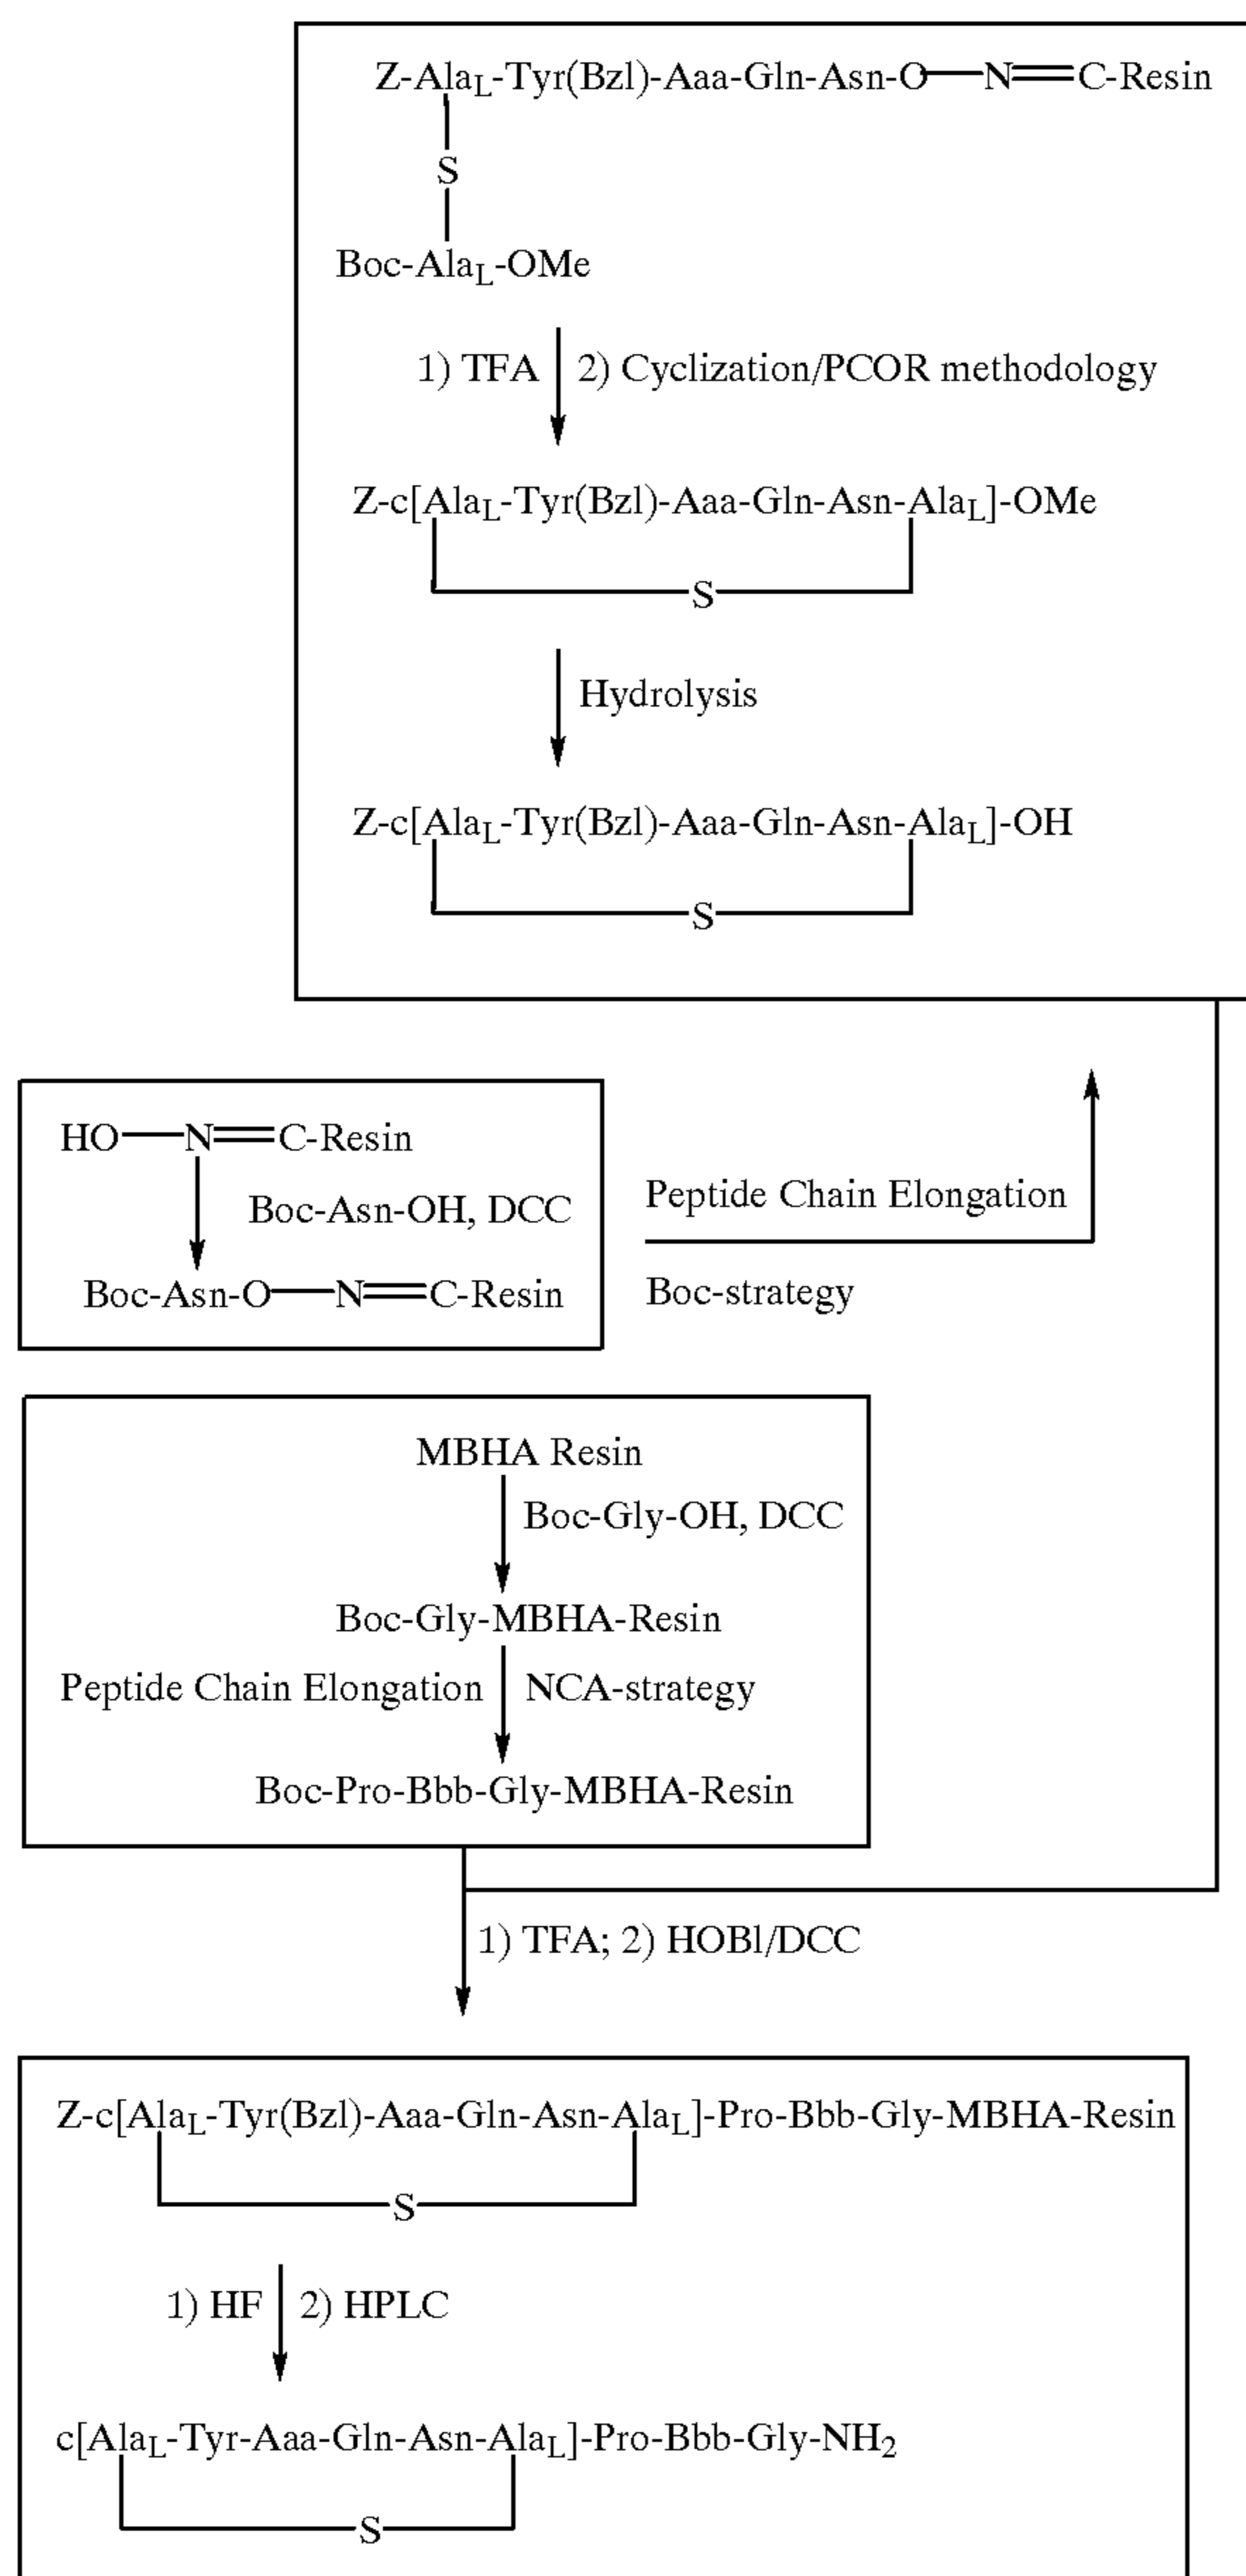 Z-AlaL-Tyr(Bzl)-Aaa-Gln-Asn-O—N=C-Resin
S
Boc-AlaL-OMe
1) TFA 2) Cyclization/PCOR methodology
Z-c[AlaL-Tyr(Bzl)-Aaa-Gln-Asn-AlaL]-OMe
S
Hydrolysis
Z-c[AlaL-Tyr(Bzl)-Aaa-Gln-Asn-AlaL]-OH
S
HO—N=C-Resin
Boc-Asn-OH, DCC
Boc-Asn-O—N=C-Resin
Peptide Chain Elongation
Boc-strategy
MBHA Resin
Boc-Gly-OH, DCC
Boc-Gly-MBHA-Resin
Peptide Chain Elongation NCA-strategy
Boc-Pro-Bbb-Gly-MBHA-Resin
1) TFA; 2) HOBl/DCC
Z-c[AlaL-Tyr(Bzl)-Aaa-Gln-Asn-AlaL]-Pro-Bbb-Gly-MBHA-Resin
S
1) HF 2) HPLC
c[AlaL-Tyr-Aaa-Gln-Asn-AlaL]-Pro-Bbb-Gly-NH2
S